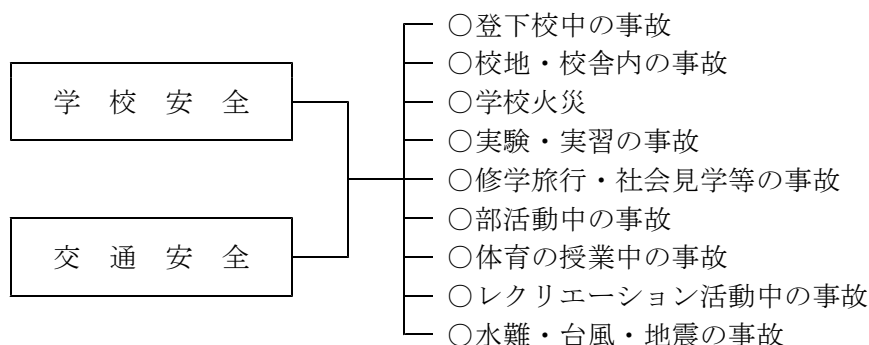 ○登下校中の事故
○校地・校舎内の事故
学校安全
○学校火災
○実験・実習の事故
○修学旅行・社会見学等の事故
○部活動中の事故
交通安全
○体育の授業中の事故
○レクリエーション活動中の事故
○水難・台風・地震の事故